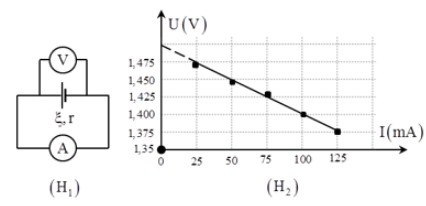 V
ξ,r
A
(H₁)
U(V)
1,475
1,450
1,425
1,400
1,375
1,35
0 25 50 75 100 125
I(mA)
(H₂)